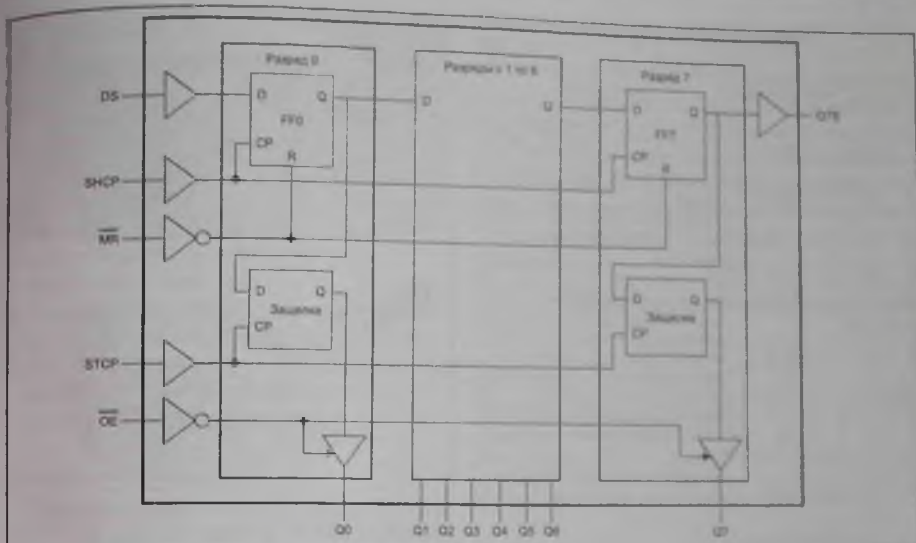 Разряд 0
Разряды с 1 по 6
Разряд 7
DS
D
Q
FF0
CP
R
D
D
Q
FF7
CP
R
Q7S
SHCP
MR
D
Q
Защелка
CP
D
Q
Защелка
CP
STCP
OE
Q0
Q1 Q2 Q3 Q4 Q5 Q6
Q7